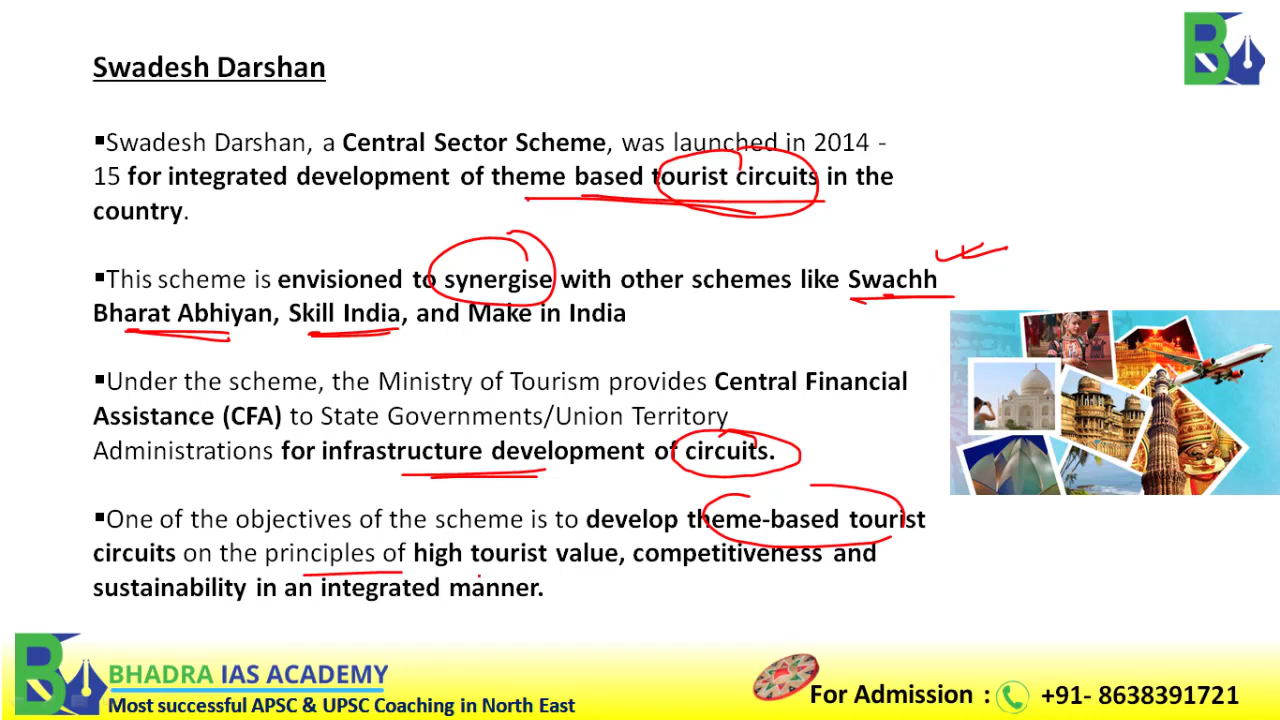 Swadesh Darshan
▪Swadesh Darshan, a Central Sector Scheme, was launched in 2014 -
15 for integrated development of theme based tourist circuits in the
country.
▪This scheme is envisioned to synergise with other schemes like Swachh
Bharat Abhiyan, Skill India, and Make in India
▪Under the scheme, the Ministry of Tourism provides Central Financial
Assistance (CFA) to State Governments/Union Territory
Administrations for infrastructure development of circuits.
▪One of the objectives of the scheme is to develop theme-based tourist
circuits on the principles of high tourist value, competitiveness and
sustainability in an integrated manner.
BHADRA IAS ACADEMY
Most successful APSC & UPSC Coaching in North East
For Admission : +91- 8638391721